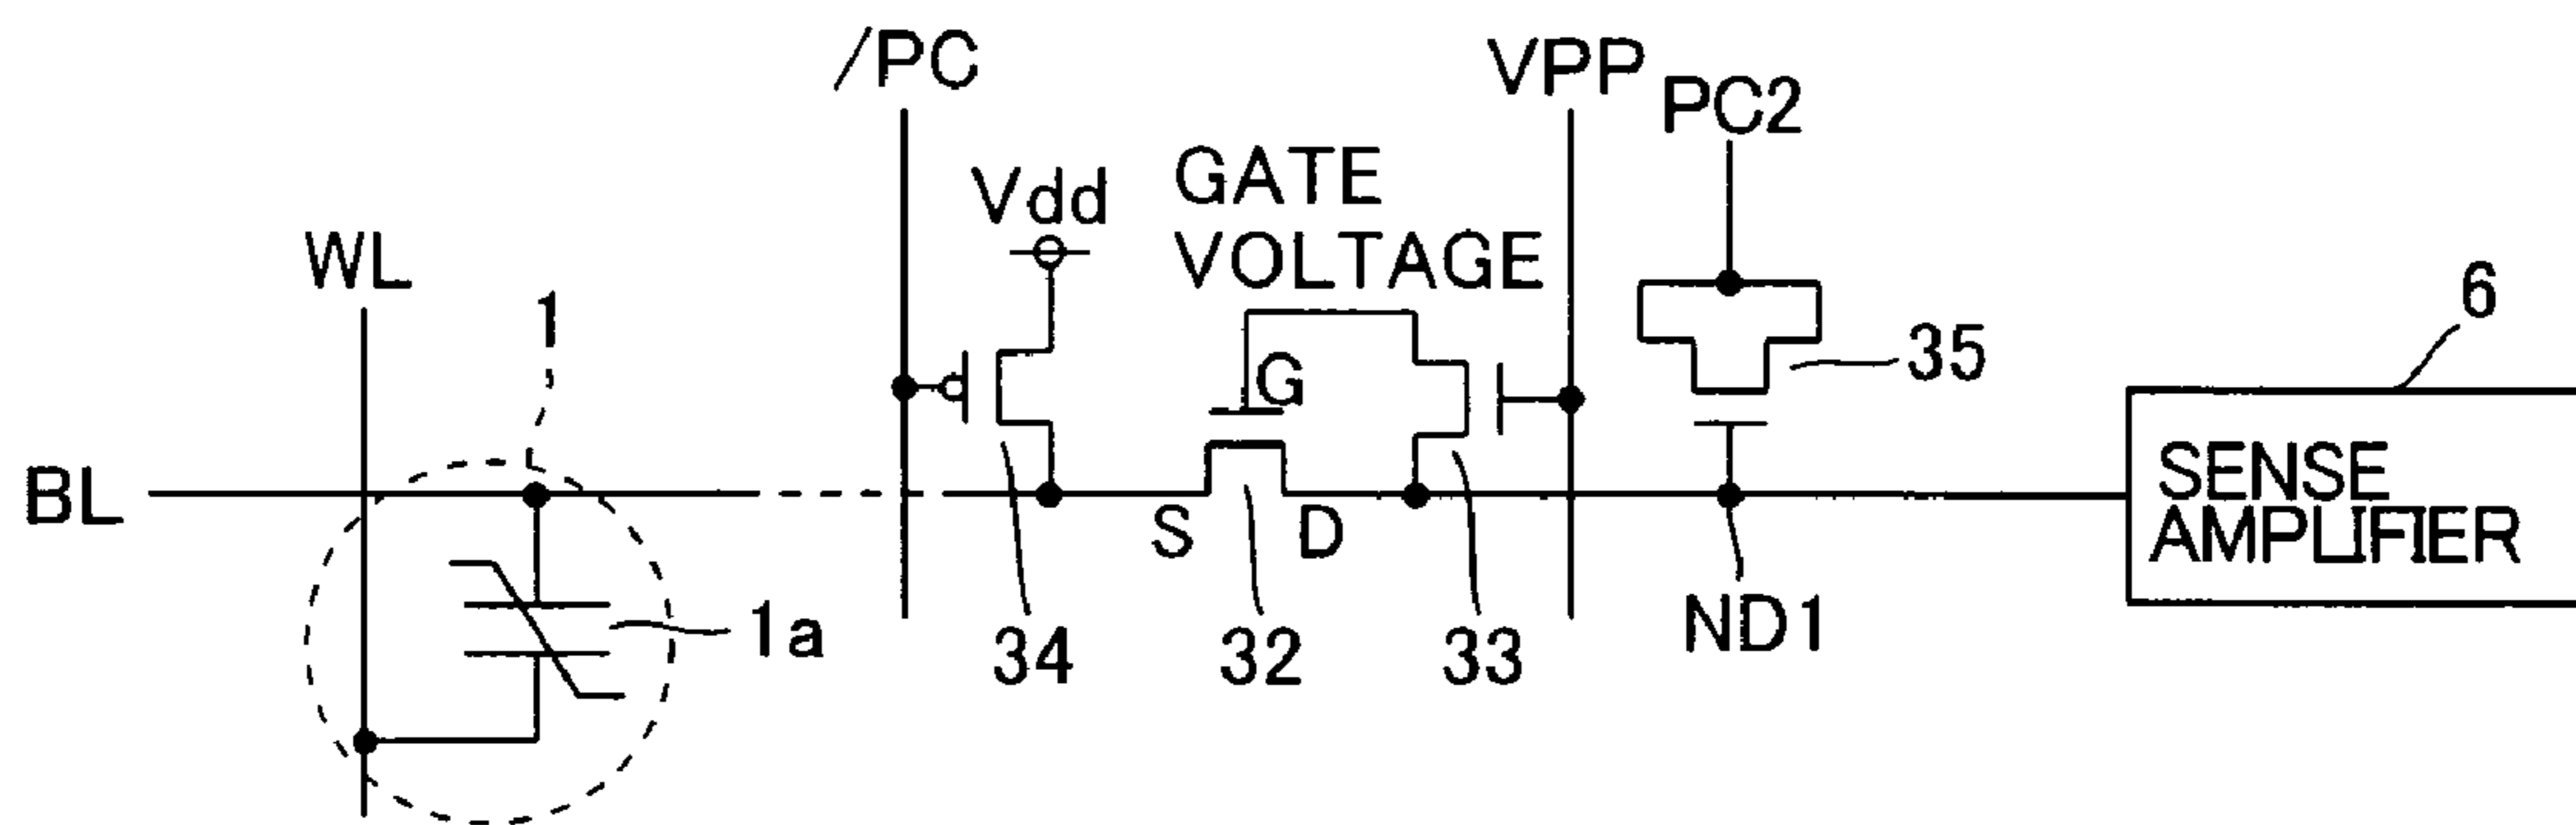 /PC
VPP
PC2
Vdd
GATE
VOLTAGE
WL
1
6
G
35
BL
S
D
SENSE
AMPLIFIER
1a
34
32
33
ND1